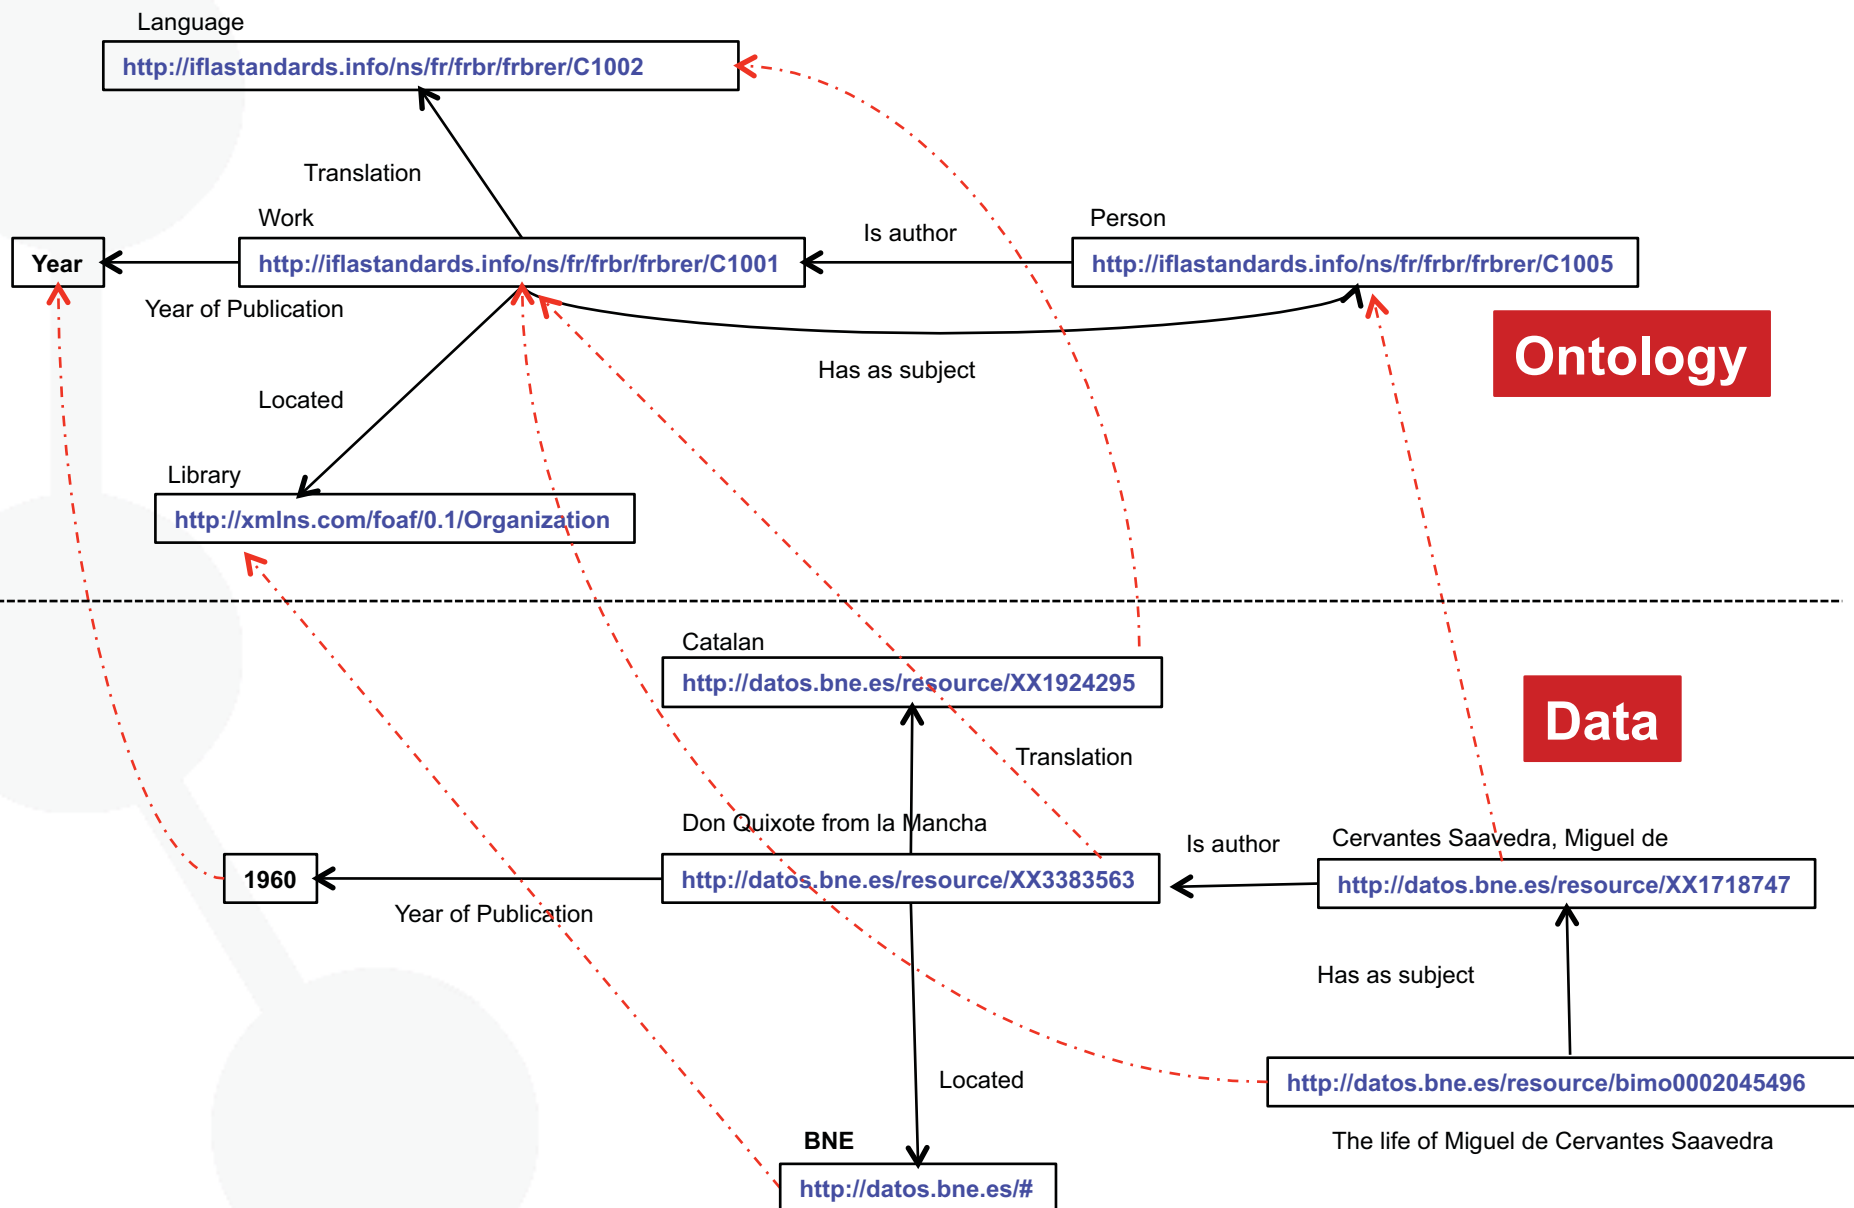 Language
http://iflastandards.info/ns/fr/frbr/frbrer/C1002
Translation
Work
Is author
Person
Year
http://iflastandards.info/ns/fr/frbr/frbrer/C1001
http://iflastandards.info/ns/fr/frbr/frbrer/C1005
Year of Publication
Ontology
Has as subject
Located
Library
http://xmlns.com/foaf/0.1/Organization
Catalan
http://datos.bne.es/resource/XX1924295
Data
Translation
Don Quixote from la Mancha
Is author
Cervantes Saavedra, Miguel de
1960
http://datos.bne.es/resource/XX3383563
http://datos.bne.es/resource/XX1718747
Year of Publication
Has as subject
Located
http://datos.bne.es/resource/bimo0002045496
BNE
The life of Miguel de Cervantes Saavedra
http://datos.bne.es/#